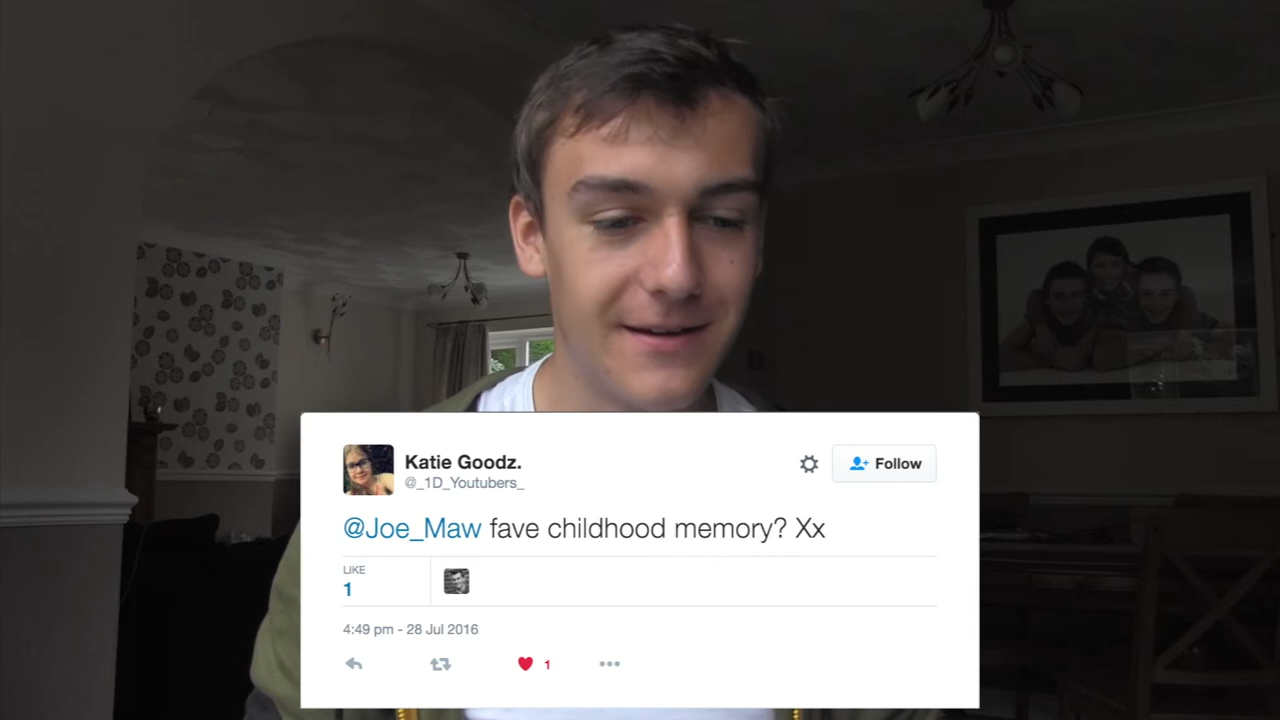 Katie Goodz.
@_1D_Youtubers_
Follow
@Joe_Maw fave childhood memory? Xx
LIKE
1
4:49 pm - 28 Jul 2016
1